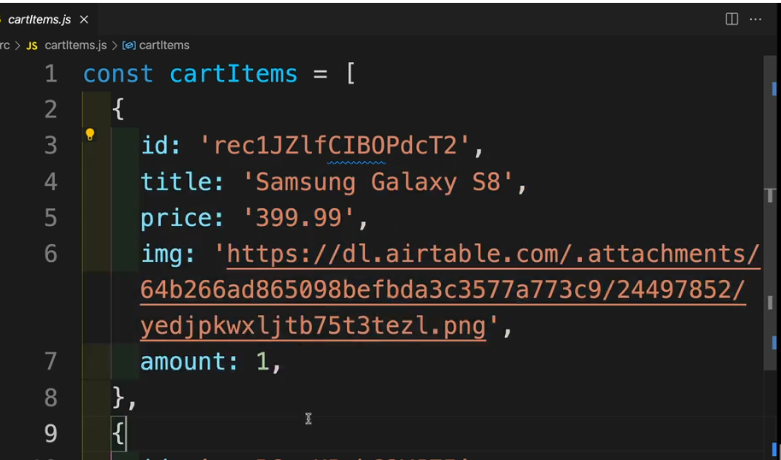 cartItems.js ×
rc > JS cartItems.js > cartItems
1 const cartItems = [
2 {
3 id: 'rec1JZlfCIBOPdcT2',
4 title: 'Samsung Galaxy S8',
5 price: '399.99',
6 img: 'https://dl.airtable.com/.attachments/
64b266ad865098befbda3c3577a773c9/24497852/
yedjpkwxljtb75t3tezl.png',
7 amount: 1,
8 },
9 {